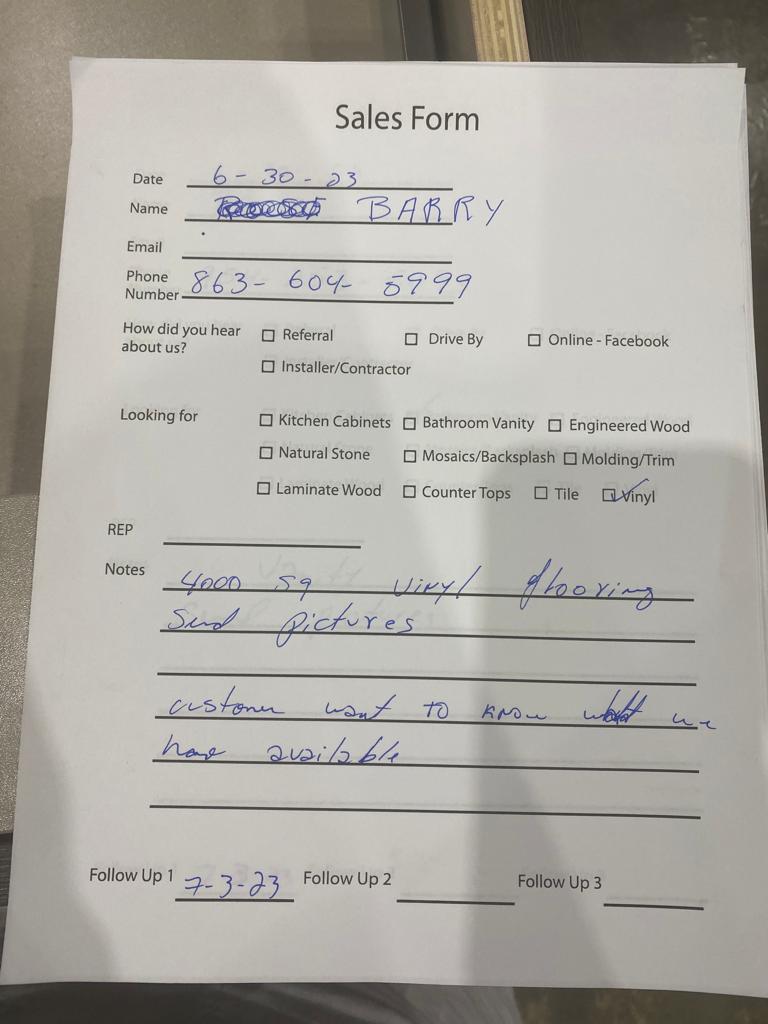 Sales Form
Date 6-30-23
Name BARRY
Email
Phone Number 863-604-5999
How did you hear about us?
☐ Referral ☐ Drive By ☐ Online - Facebook
☐ Installer/Contractor
Looking for
☐ Kitchen Cabinets ☐ Bathroom Vanity ☐ Engineered Wood
☐ Natural Stone ☐ Mosaics/Backsplash ☐ Molding/Trim
☐ Laminate Wood ☐ Counter Tops ☐ Tile ☑ Vinyl
REP
Notes 4000 sq vinyl flooring
Send pictures
customer want TO KNOW what we
have available
Follow Up 1 7-3-23 Follow Up 2 Follow Up 3